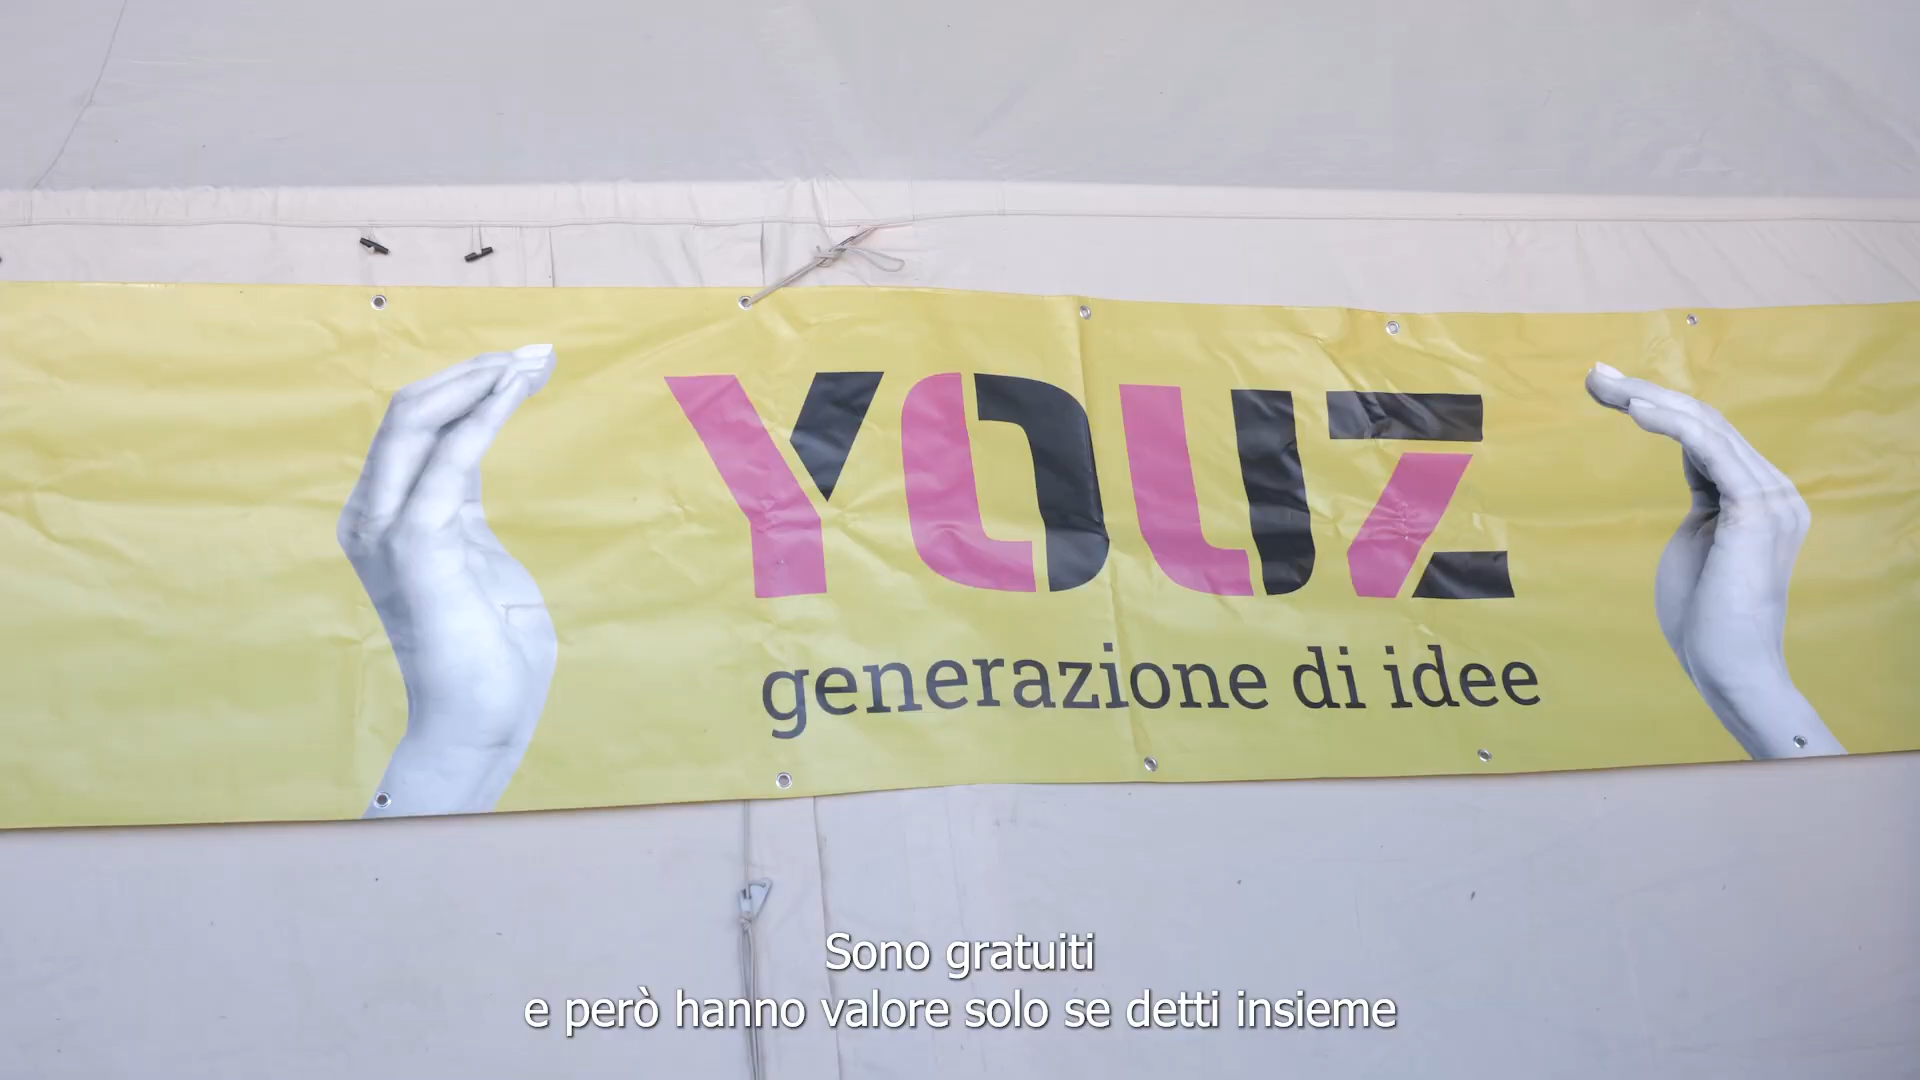 YOUZ
generazione di idee
Sono gratuiti
e però hanno valore solo se detti insieme